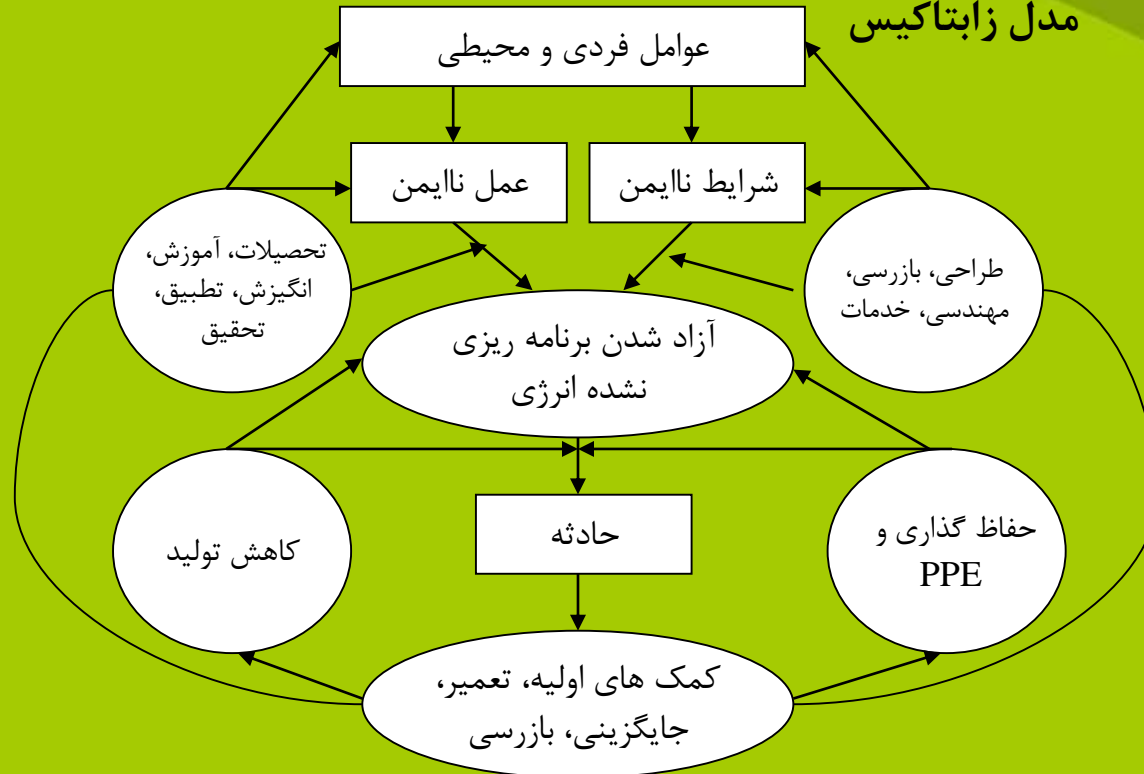 مدل زابتاکیس
عوامل فردی و محیطی
شرایط ناایمن
عمل ناایمن
طراحی، بازرسی،
مهندسی، خدمات
تحصیلات، آموزش،
انگیزش، تطبیق،
تحقیق
آزاد شدن برنامه ریزی
نشده انرژی
حفاظ گذاری و
PPE
حادثه
کاهش تولید
کمک های اولیه، تعمیر،
جایگزینی، بازرسی